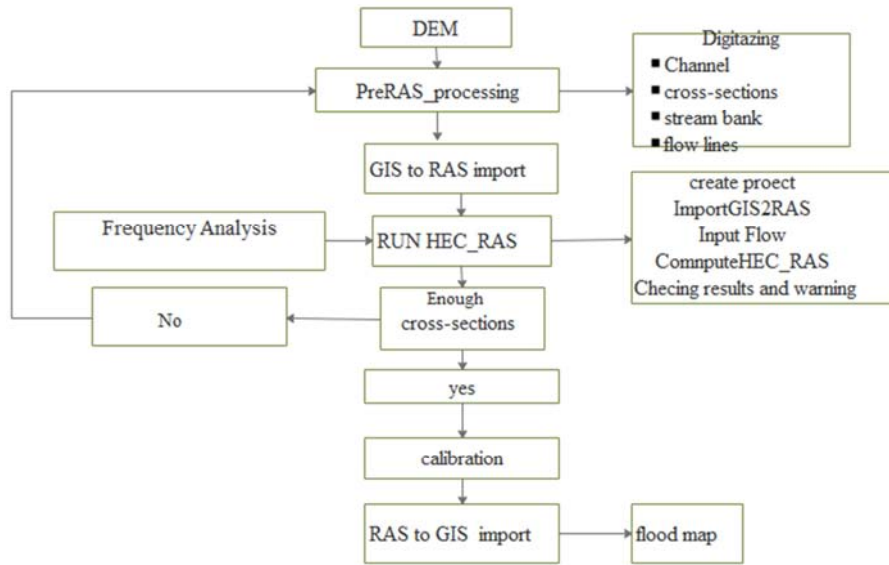 DEM
PreRAS_processing
Digitazing
▪ Channel
▪ cross-sections
▪ stream bank
▪ flow lines
GIS to RAS import
Frequency Analysis
RUN HEC_RAS
create proect
ImportGIS2RAS
Input Flow
ComnputeHEC_RAS
Checing results and warning
No
Enough
cross-sections
yes
calibration
RAS to GIS import
flood map